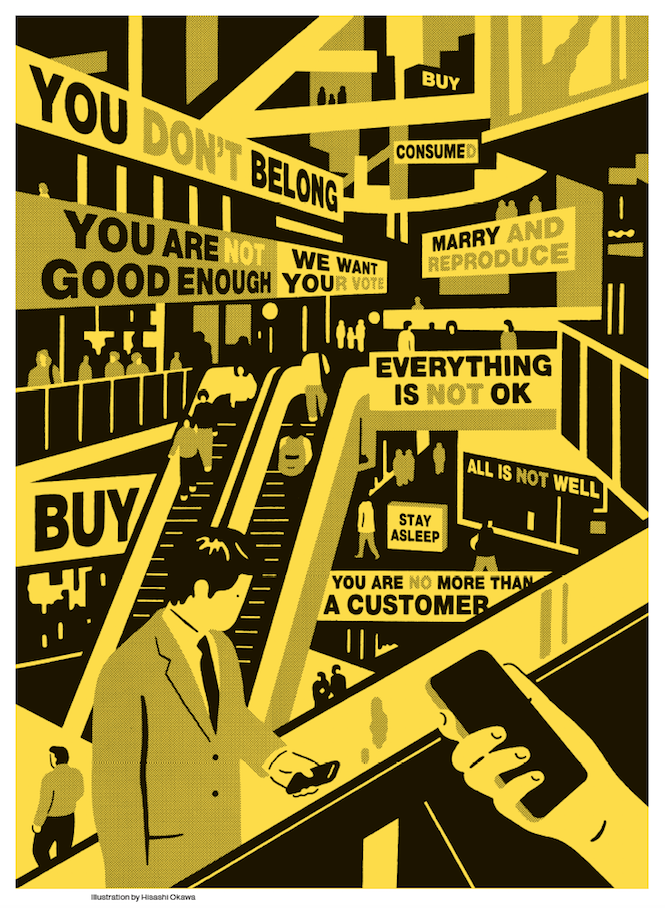 BUY
YOU DON'T BELONG
CONSUMED
YOU ARE NOT
GOOD ENOUGH
WE WANT
YOUR VOTE
MARRY AND
REPRODUCE
EVERYTHING
IS NOT OK
ALL IS NOT WELL
BUY
STAY
ASLEEP
YOU ARE NO MORE THAN
A CUSTOMER
Illustration by Hisashi Okawa